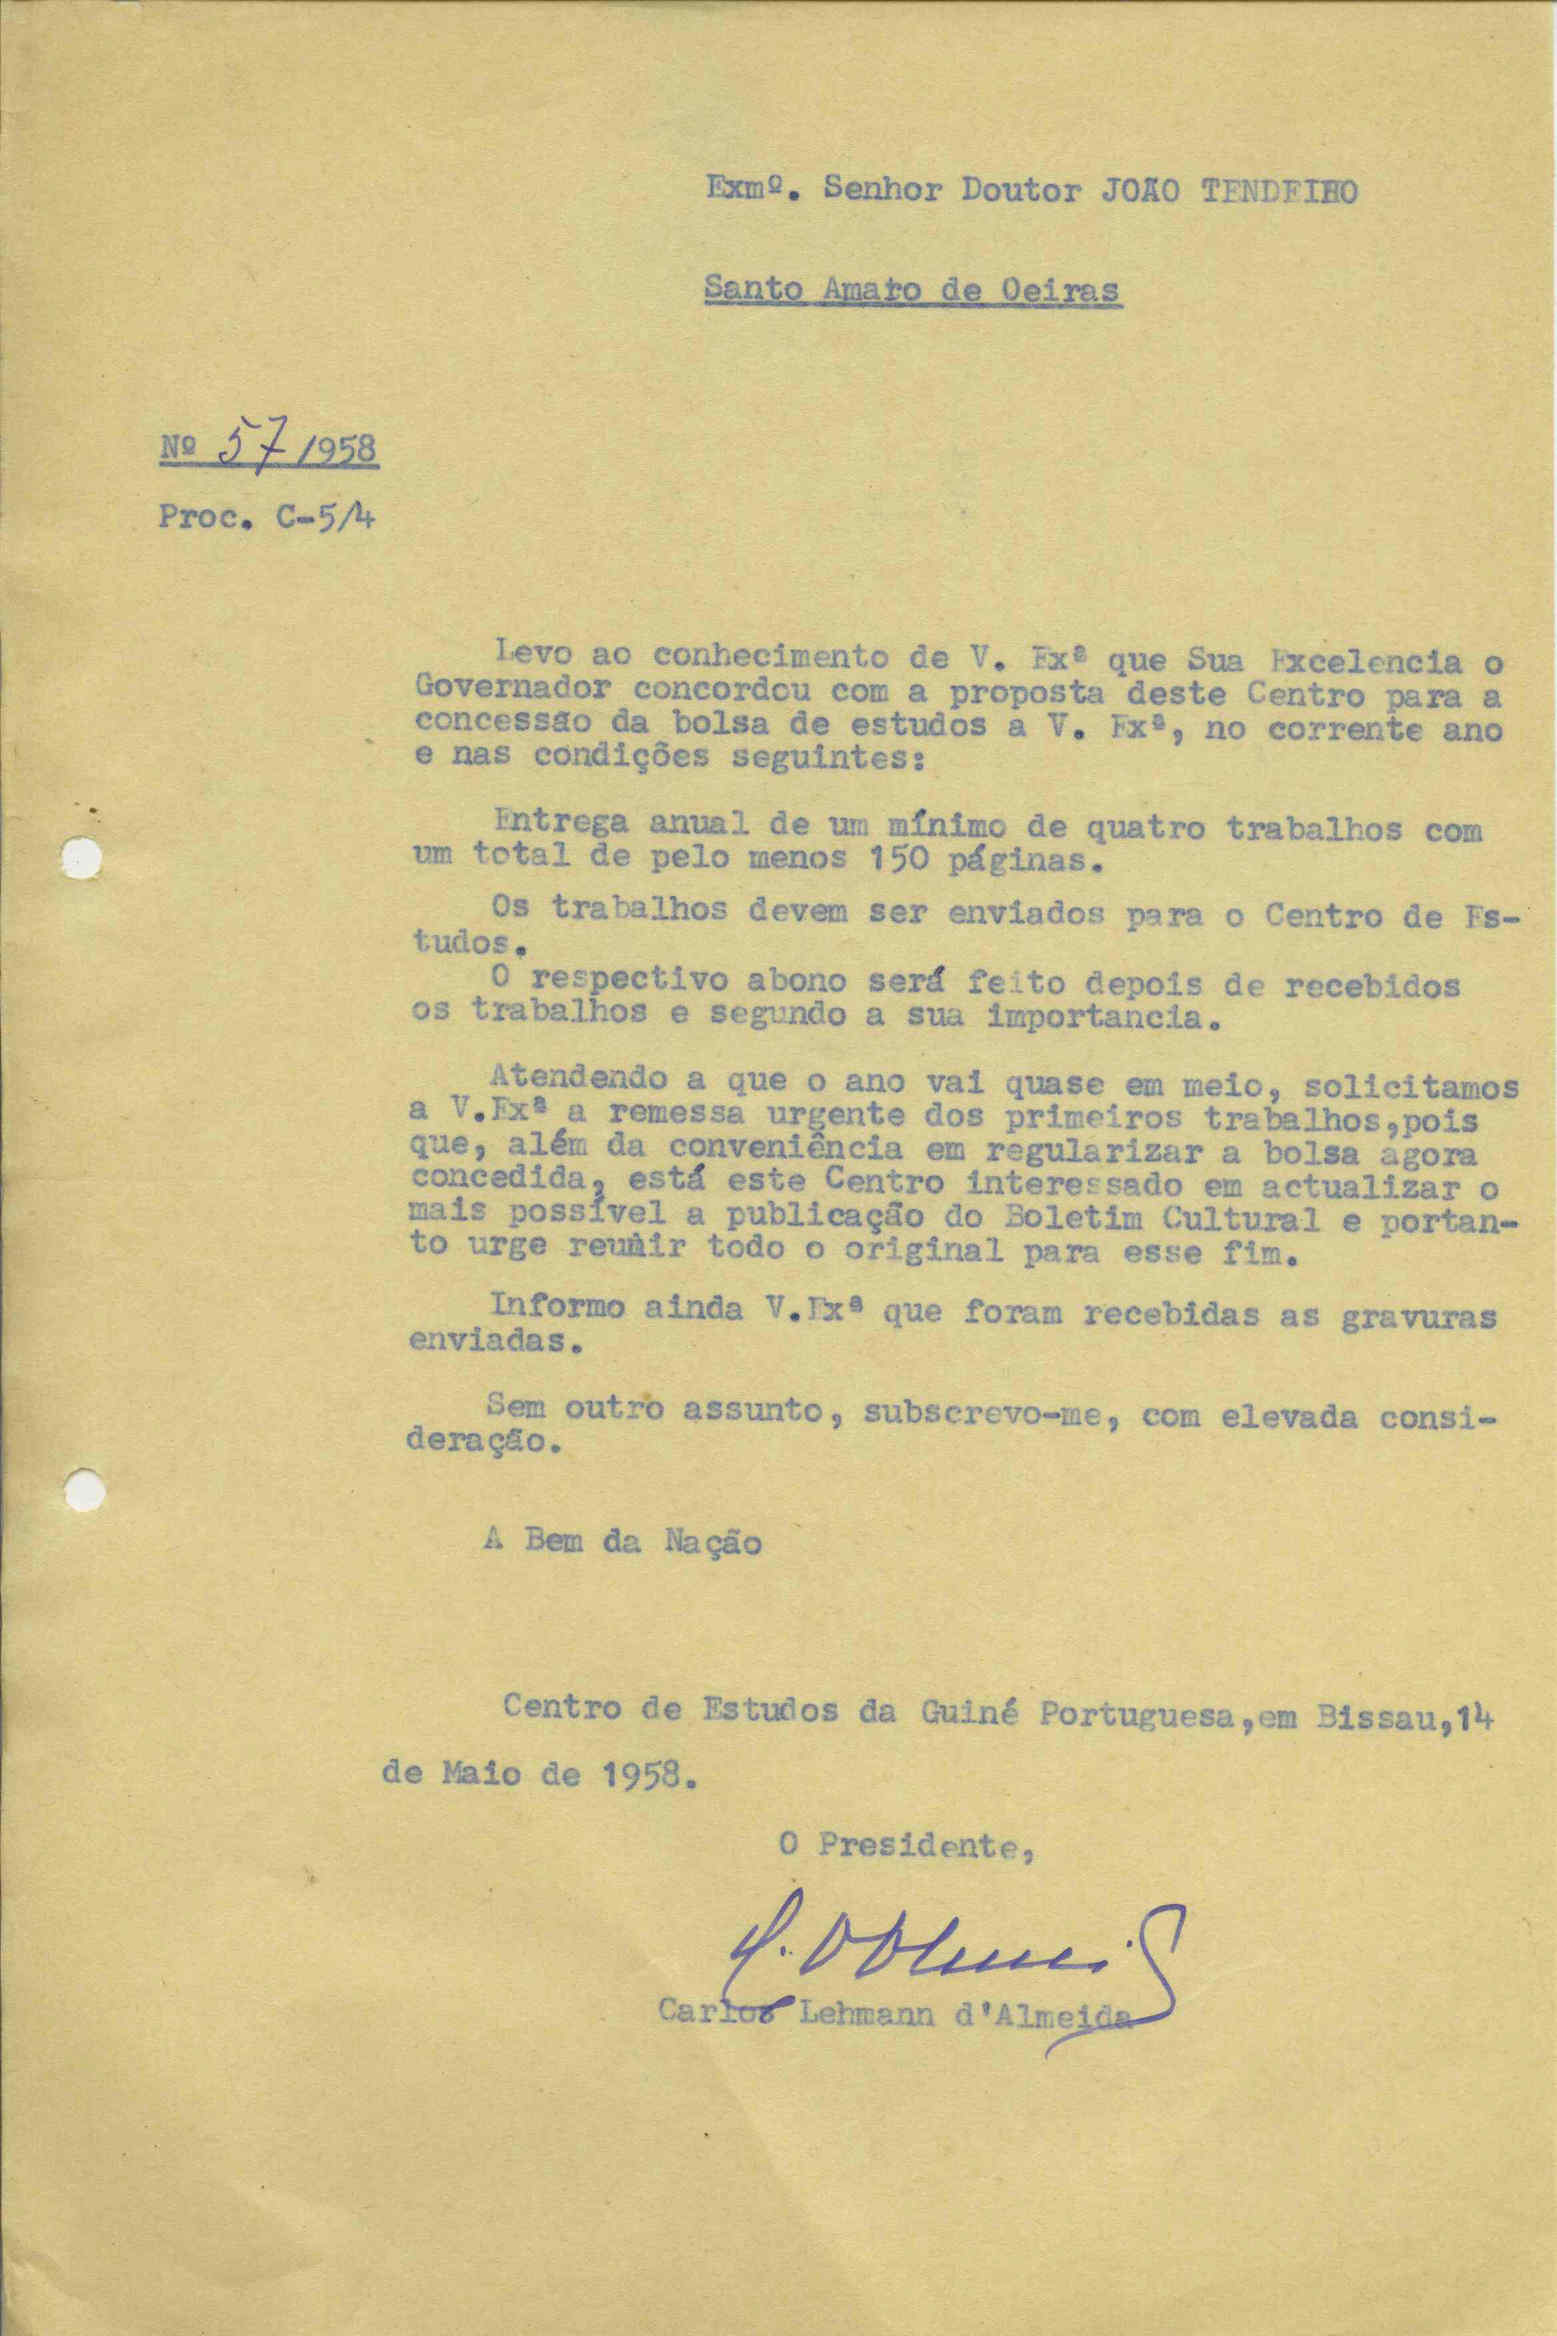 Exmº. Senhor Doutor JOÃO TENDEIRO
Santo Amaro de Oeiras
Nº 57/1958
Proc. C-5/4
Levo ao conhecimento de V. Exª que Sua Excelencia o
Governador concordou com a proposta deste Centro para a
concessão da bolsa de estudos a V. Exª, no corrente ano
e nas condições seguintes:
Entrega anual de um mínimo de quatro trabalhos com
um total de pelo menos 150 páginas.
Os trabalhos devem ser enviados para o Centro de Es-
tudos.
O respectivo abono será feito depois de recebidos
os trabalhos e segundo a sua importancia.
Atendendo a que o ano vai quase em meio, solicitamos
a V.Exª a remessa urgente dos primeiros trabalhos,pois
que, além da conveniência em regularizar a bolsa agora
concedida, está este Centro interessado em actualizar o
mais possível a publicação do Boletim Cultural e portan-
to urge reunir todo o original para esse fim.
Informo ainda V.Exª que foram recebidas as gravuras
enviadas.
Sem outro assunto, subscrevo-me, com elevada consi-
deração.
A Bem da Nação
Centro de Estudos da Guiné Portuguesa,em Bissau,14
de Maio de 1958.
O Presidente,
Carlos Lehmann d'Almeida